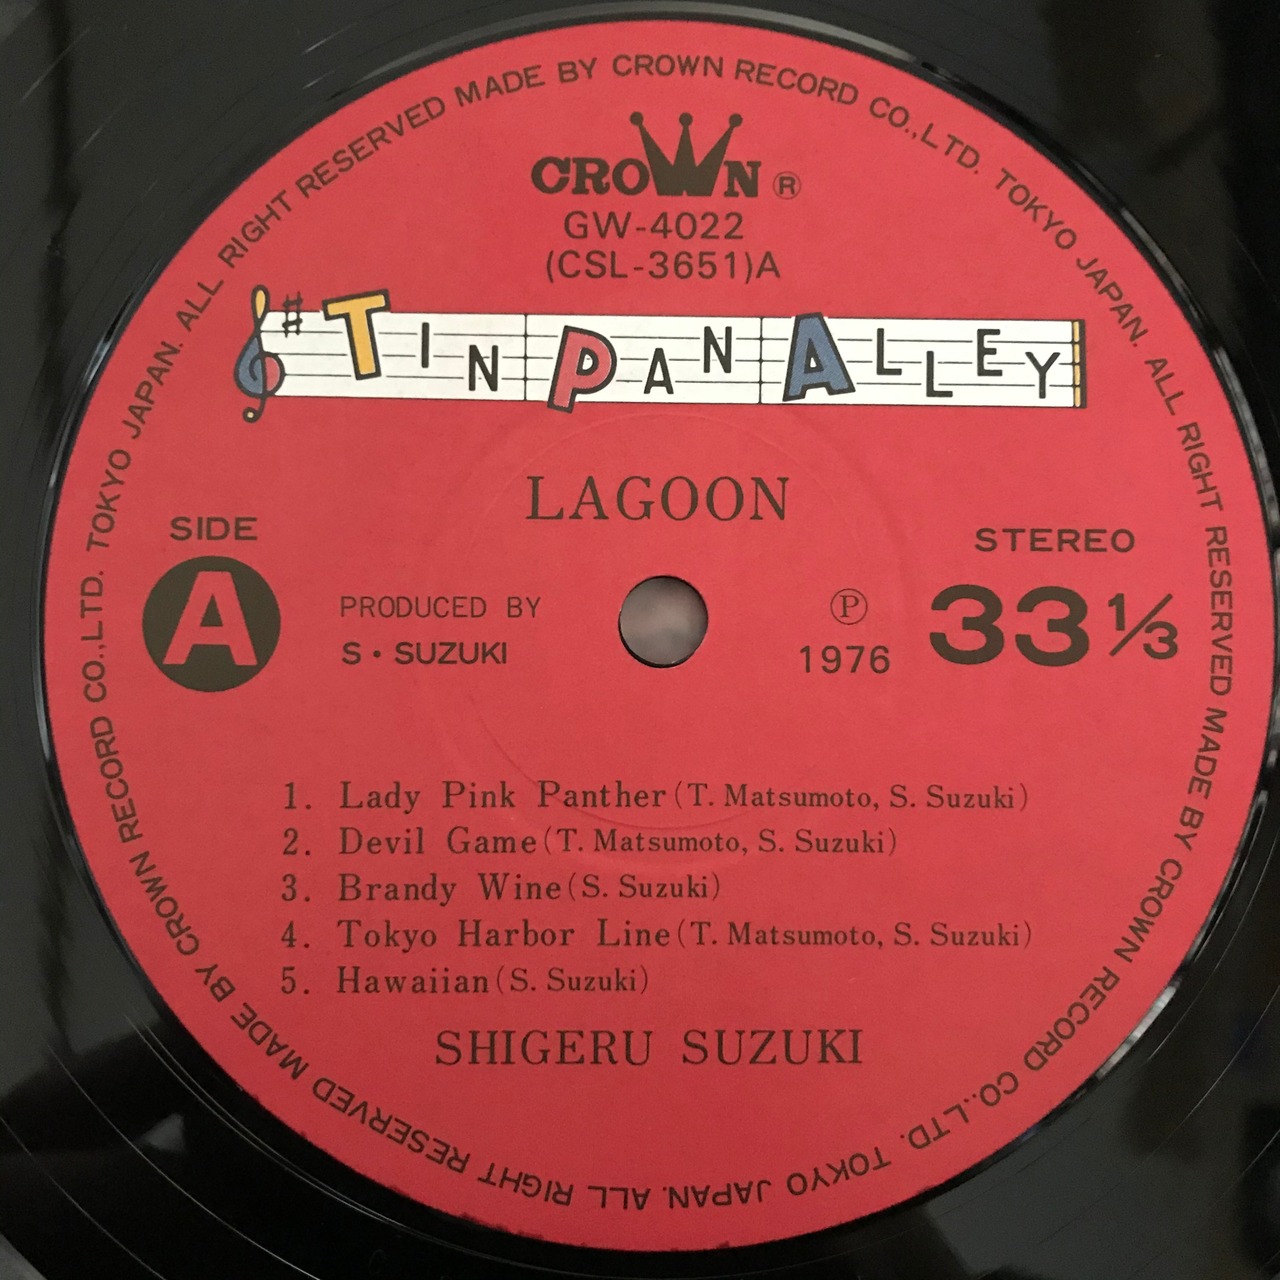 MADE BY CROWN RECORD CO.,LTD. TOKYO JAPAN. ALL RIGHT RESERVED MADE BY CROWN RECORD CO.,LTD. TOKYO JAPAN. ALL RIGHT RESERVED MADE BY CROWN RECORD CO.,LTD. TOKYO JAPAN. ALL RIGHT RESERVED
CROWN ®
GW-4022
(CSL-3651)A
TIN PAN ALLEY
LAGOON
SIDE
A
PRODUCED BY
S・SUZUKI
℗
1976
STEREO
33 1/3
1. Lady Pink Panther (T. Matsumoto, S. Suzuki)
2. Devil Game (T. Matsumoto, S. Suzuki)
3. Brandy Wine (S. Suzuki)
4. Tokyo Harbor Line (T. Matsumoto, S. Suzuki)
5. Hawaiian (S. Suzuki)
SHIGERU SUZUKI